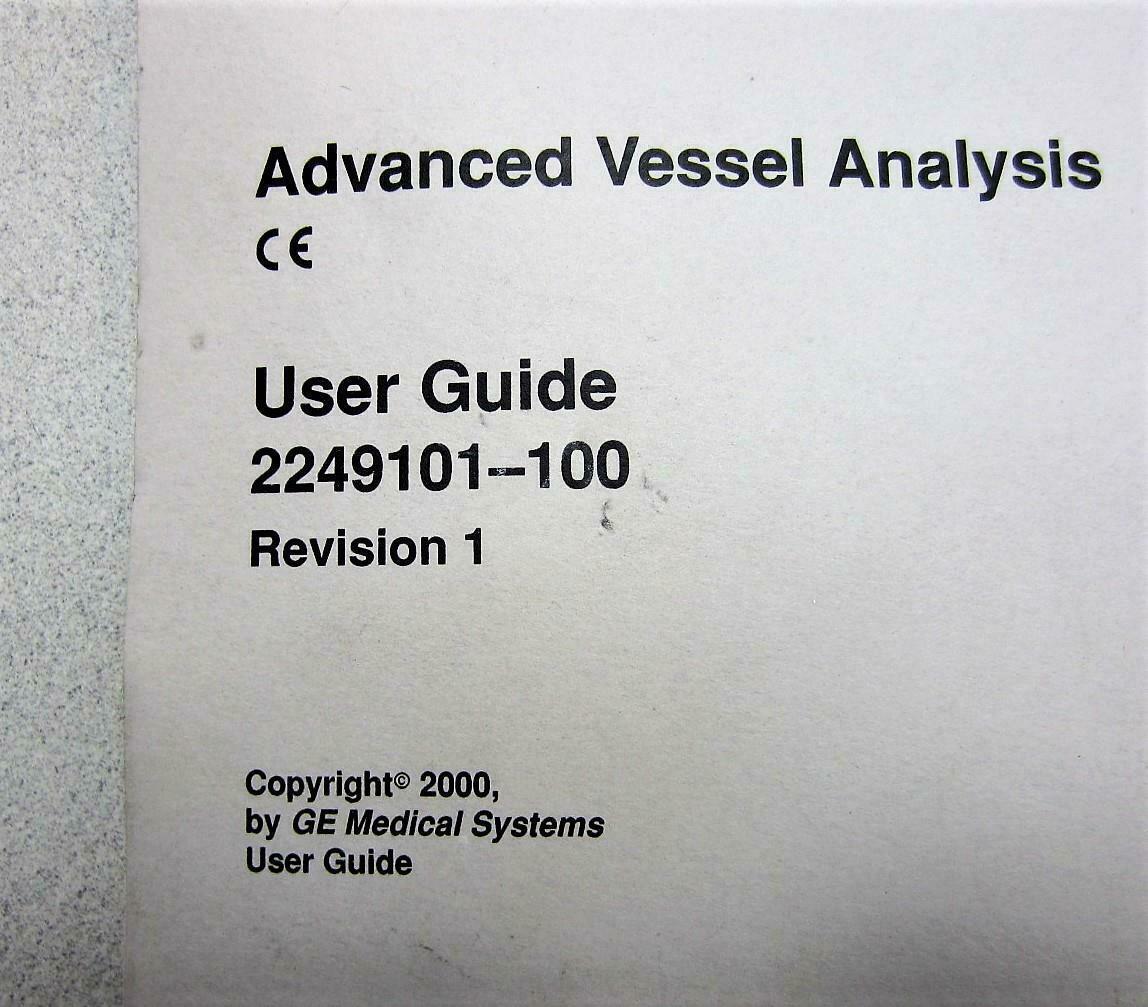 Advanced Vessel Analysis
CE
User Guide
2249101–100
Revision 1
Copyright© 2000,
by GE Medical Systems
User Guide